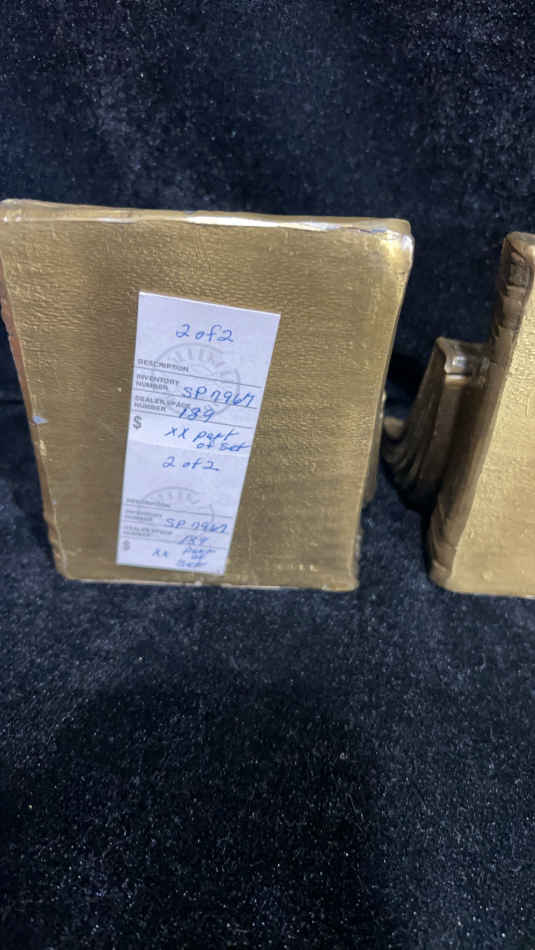 2 of 2
DESCRIPTION
INVENTORY
NUMBER SP 7967
DEALER/SPACE
NUMBER 189
$ XX part
of set
2 of 2
DESCRIPTION
INVENTORY
NUMBER SP 7967
DEALER/SPACE
NUMBER 189
$ XX part
of
set